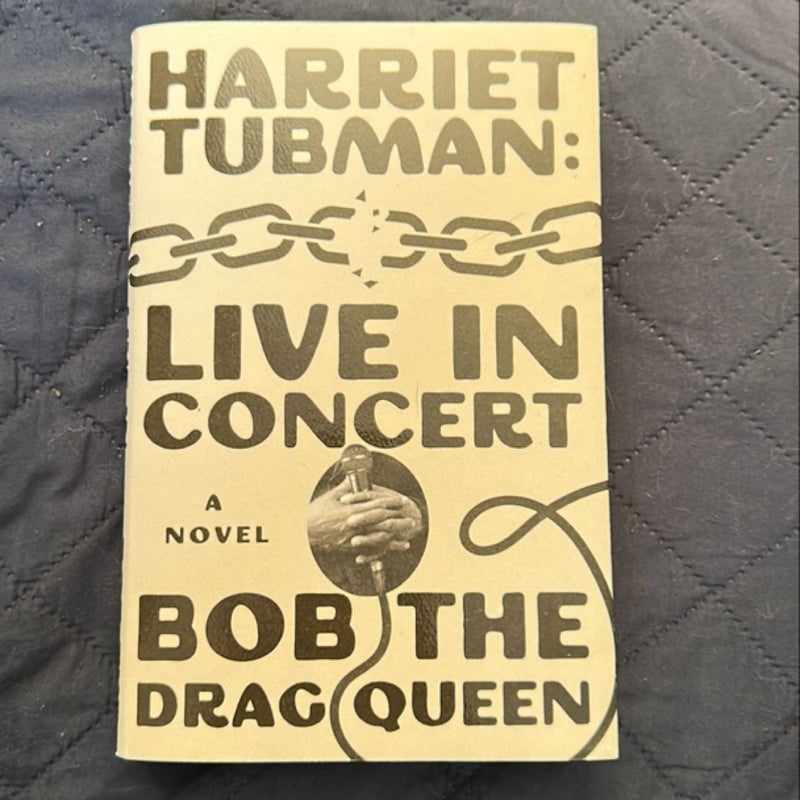 HARRIET
TUBMAN:
LIVE IN
CONCERT
A
NOVEL
BOB THE
DRAG QUEEN